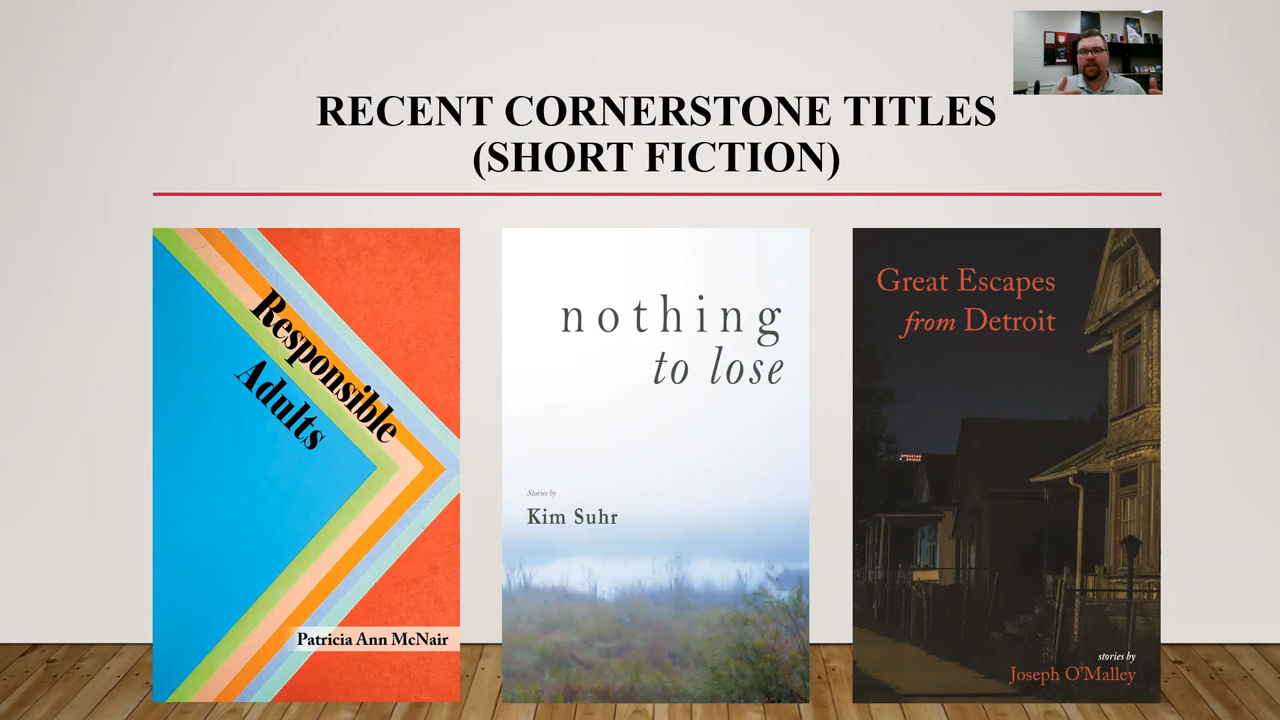 RECENT CORNERSTONE TITLES
(SHORT FICTION)
Responsible
Adults
Patricia Ann McNair
nothing
to lose
Stories by
Kim Suhr
Great Escapes
from Detroit
stories by
Joseph O'Malley